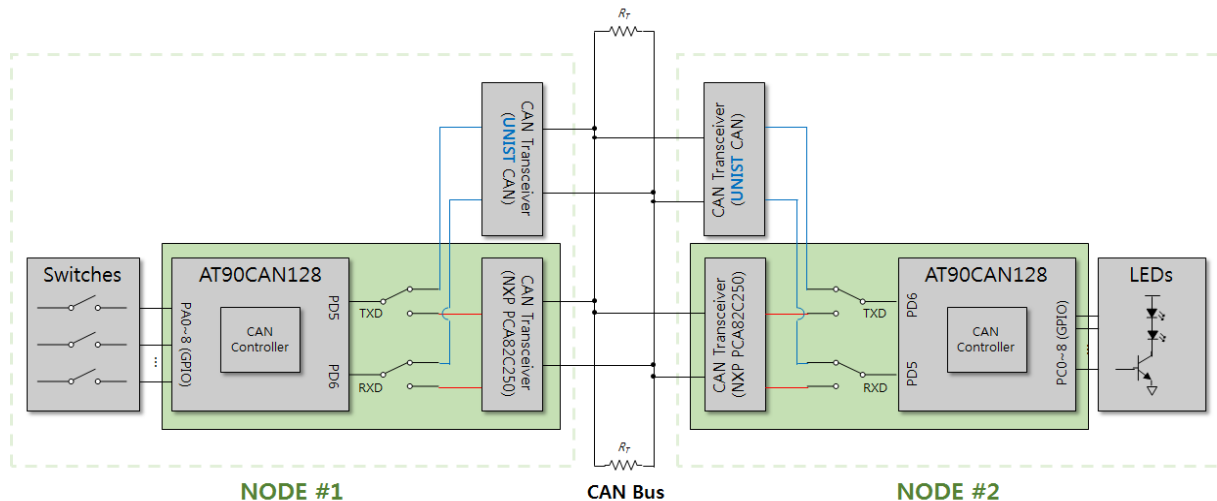 R_T
CAN Transceiver
(UNIST CAN)
CAN Transceiver
(UNIST CAN)
Switches
AT90CAN128
CAN
Controller
PA0~8 (GPIO)
...
PD5
TXD
PD6
RXD
CAN Transceiver
(NXP PCA82C250)
CAN Transceiver
(NXP PCA82C250)
TXD
PD6
RXD
PD5
AT90CAN128
CAN
Controller
PC0~8 (GPIO)
...
LEDs
R_T
NODE #1
CAN Bus
NODE #2